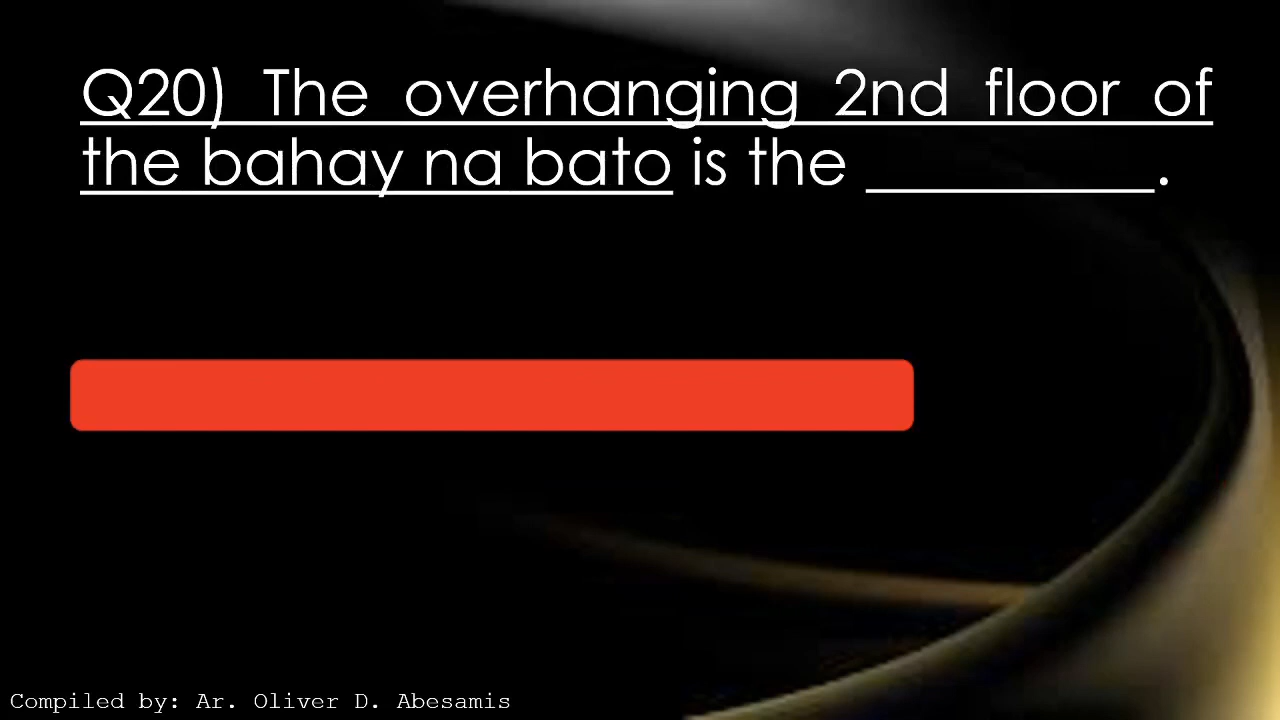 Q20) The overhanging 2nd floor of
the bahay na bato is the _________.
Compiled by: Ar. Oliver D. Abesamis